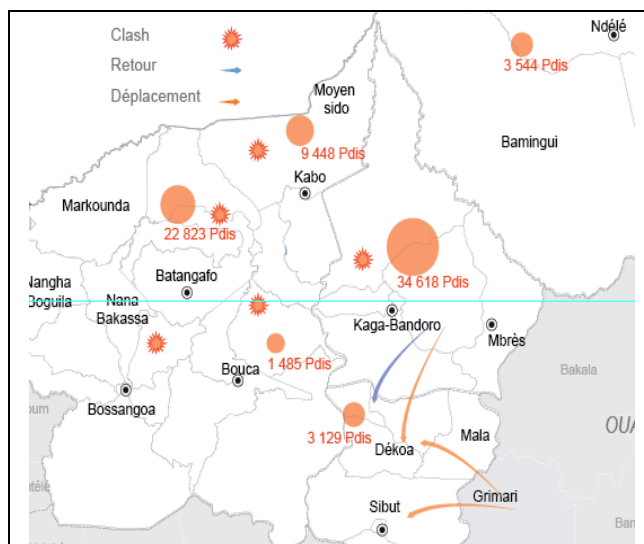 Clash
Retour
Déplacement
Ndélé
3 544 Pdis
Moyen
sido
Bamingui
9 448 Pdis
Kabo
Markounda
22 823 Pdis
34 618 Pdis
Batangafo
Nangha
Boguila
Nana
Bakassa
Kaga-Bandoro
Mbrès
1 485 Pdis
Bouca
Bakala
Bossangoa
3 129 Pdis
Dékoa
Mala
OUA
Sibut
Grimari